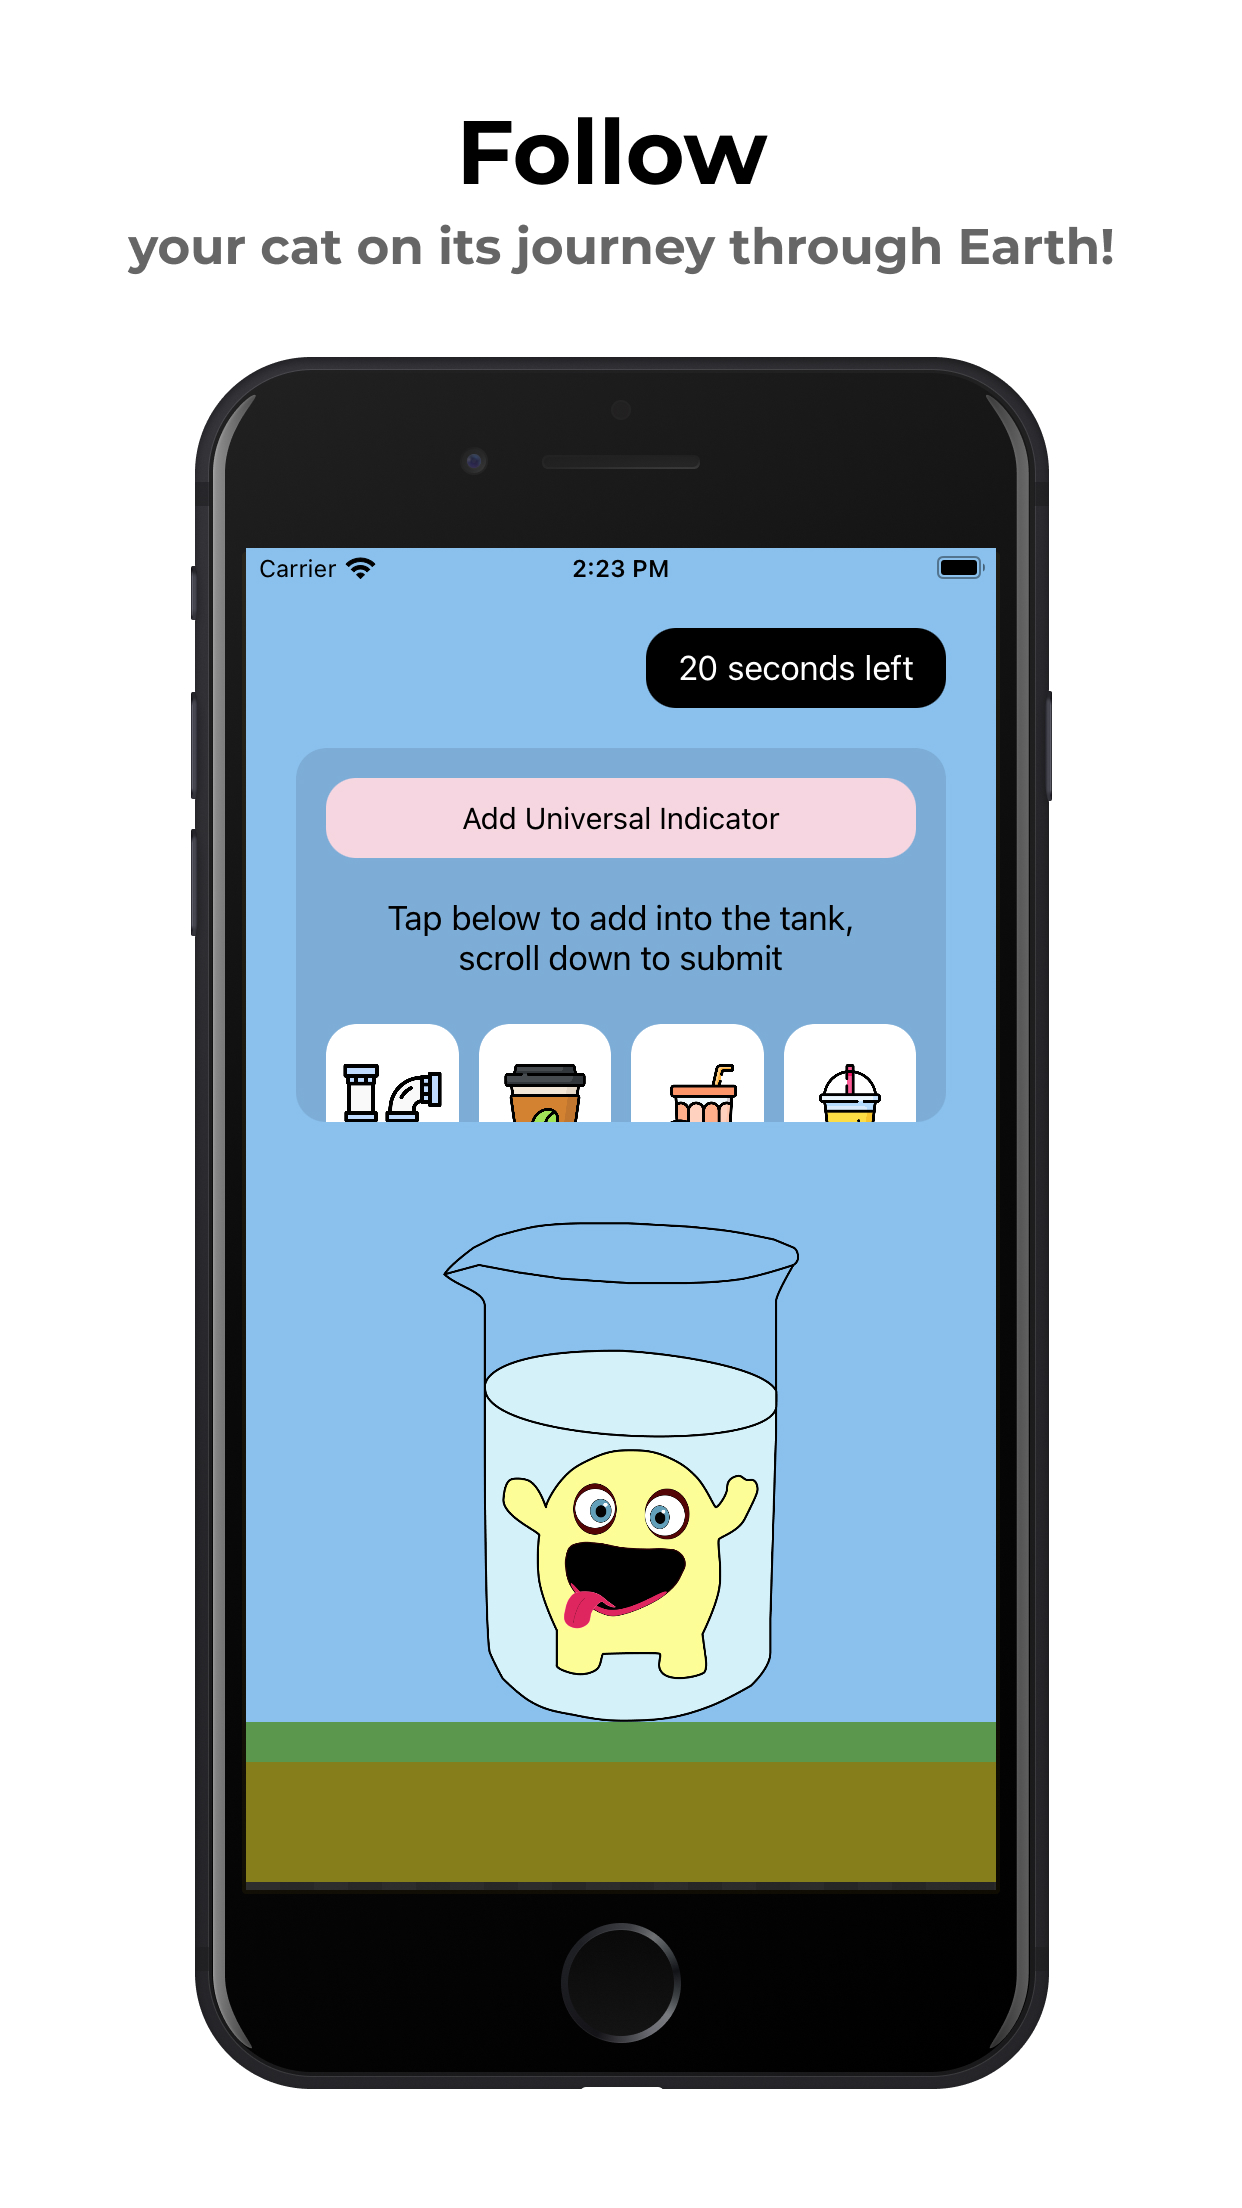 Follow
your cat on its journey through Earth!
Carrier
2:23 PM
20 seconds left
Add Universal Indicator
Tap below to add into the tank,
scroll down to submit